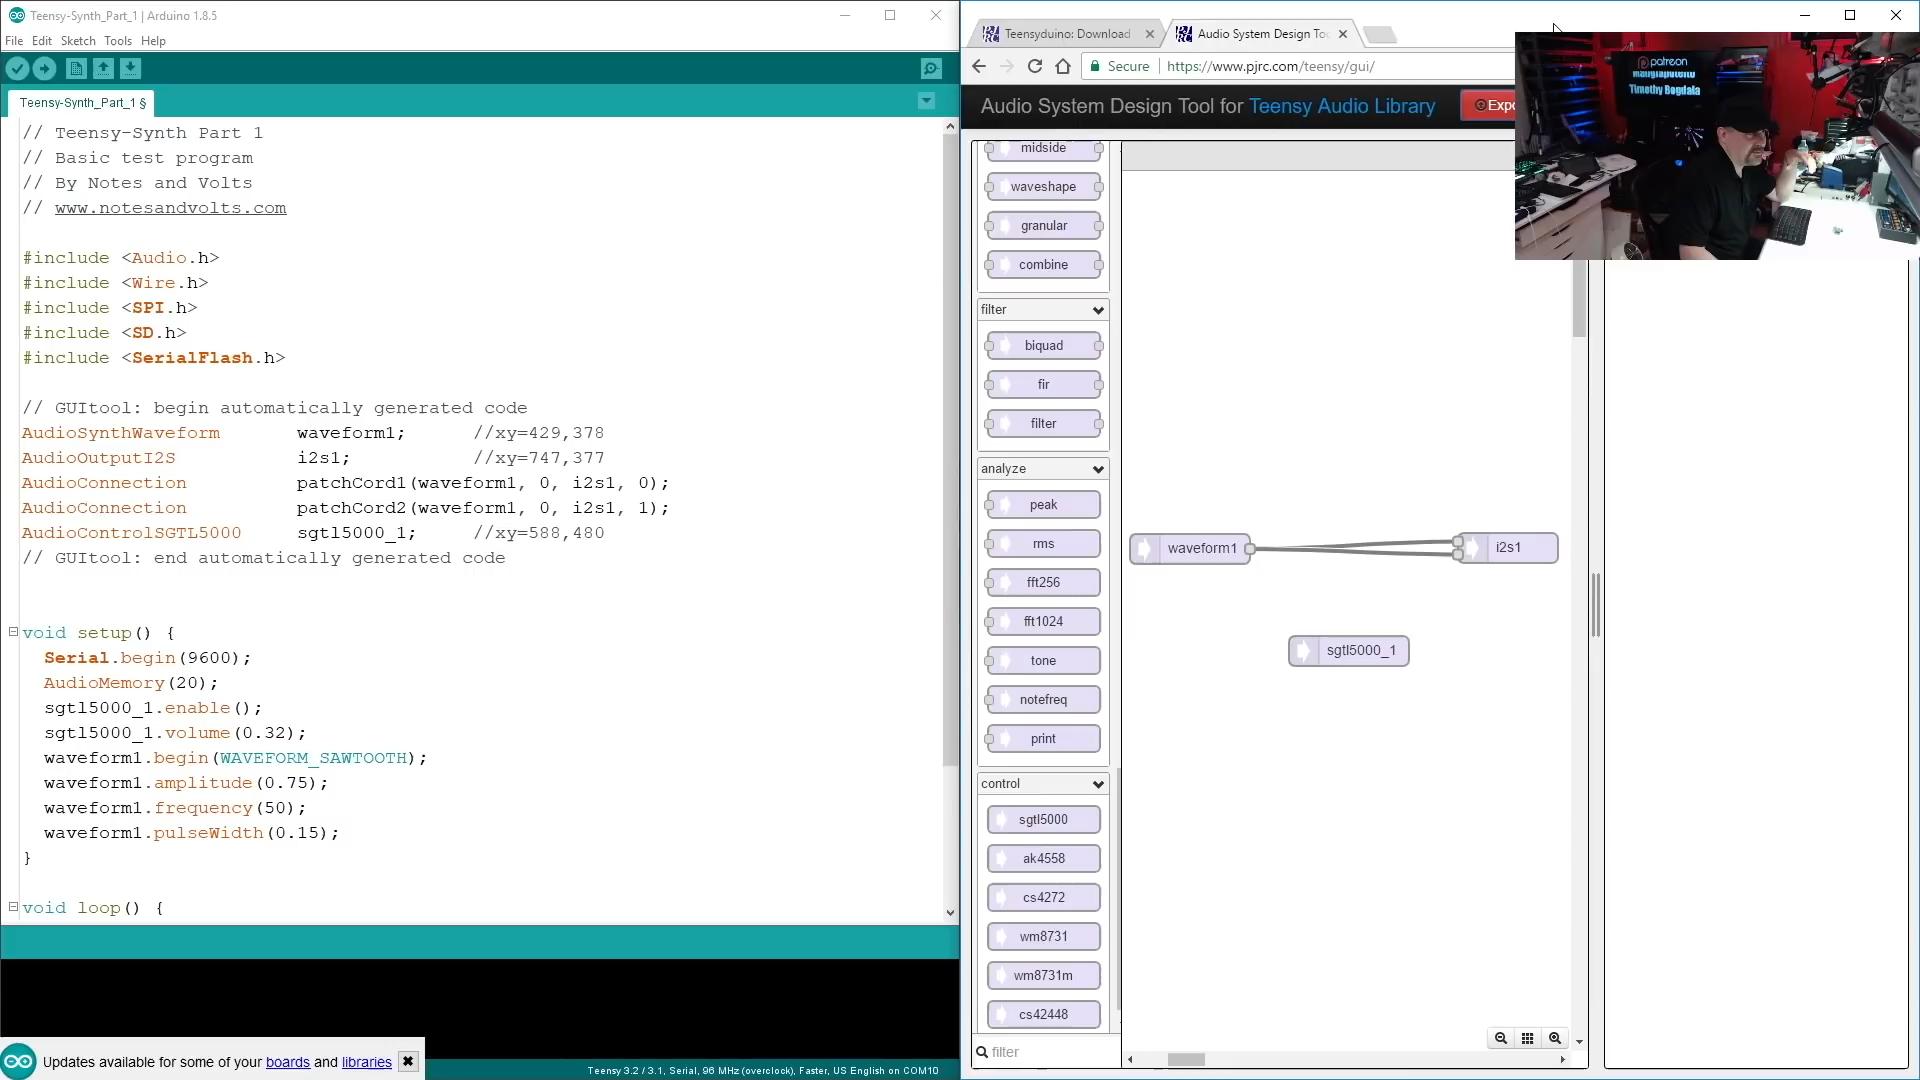 Teensy-Synth_Part_1 | Arduino 1.8.5
File Edit Sketch Tools Help
Teensy-Synth_Part_1 §
// Teensy-Synth Part 1
// Basic test program
// By Notes and Volts
// www.notesandvolts.com
#include <Audio.h>
#include <Wire.h>
#include <SPI.h>
#include <SD.h>
#include <SerialFlash.h>
// GUItool: begin automatically generated code
AudioSynthWaveform waveform1; //xy=429,378
AudioOutputI2S i2s1; //xy=747,377
AudioConnection patchCord1(waveform1, 0, i2s1, 0);
AudioConnection patchCord2(waveform1, 0, i2s1, 1);
AudioControlSGTL5000 sgtl5000_1; //xy=588,480
// GUItool: end automatically generated code
void setup() {
Serial.begin(9600);
AudioMemory(20);
sgtl5000_1.enable();
sgtl5000_1.volume(0.32);
waveform1.begin(WAVEFORM_SAWTOOTH);
waveform1.amplitude(0.75);
waveform1.frequency(50);
waveform1.pulseWidth(0.15);
}
void loop() {
Updates available for some of your boards and libraries
Teensy 3.2 / 3.1, Serial, 96 MHz (overclock), Faster, US English on COM10
Teensyduino: Download
Audio System Design To
Secure https://www.pjrc.com/teensy/gui/
Audio System Design Tool for Teensy Audio Library
Expo
midside
waveshape
granular
combine
filter
biquad
fir
filter
analyze
peak
rms
fft256
fft1024
tone
notefreq
print
control
sgtl5000
ak4558
cs4272
wm8731
wm8731m
cs42448
filter
waveform1
i2s1
sgtl5000_1
patreon
Timothy Bogdala